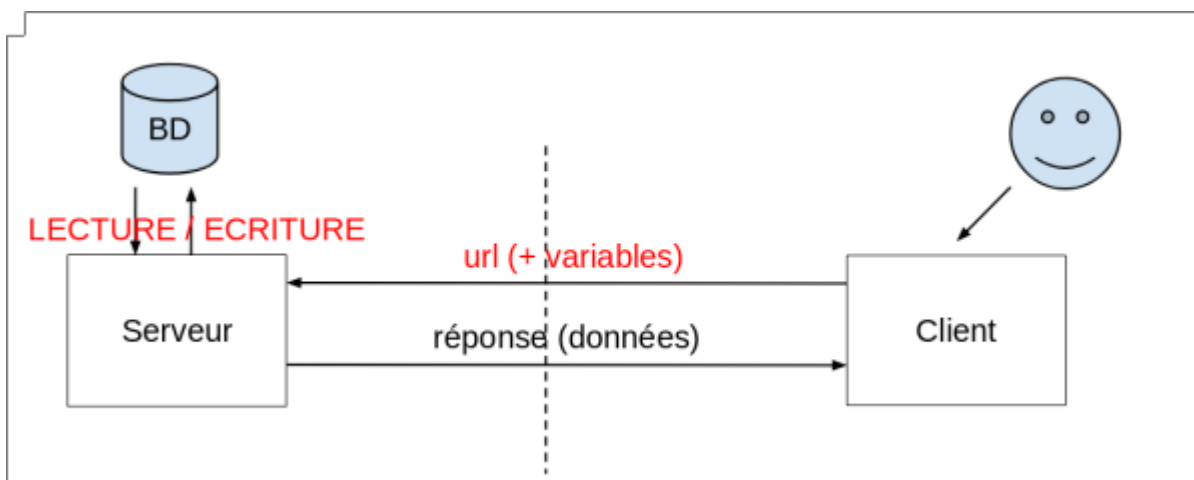 BD
LECTURE / ECRITURE
url (+ variables)
Serveur
réponse (données)
Client